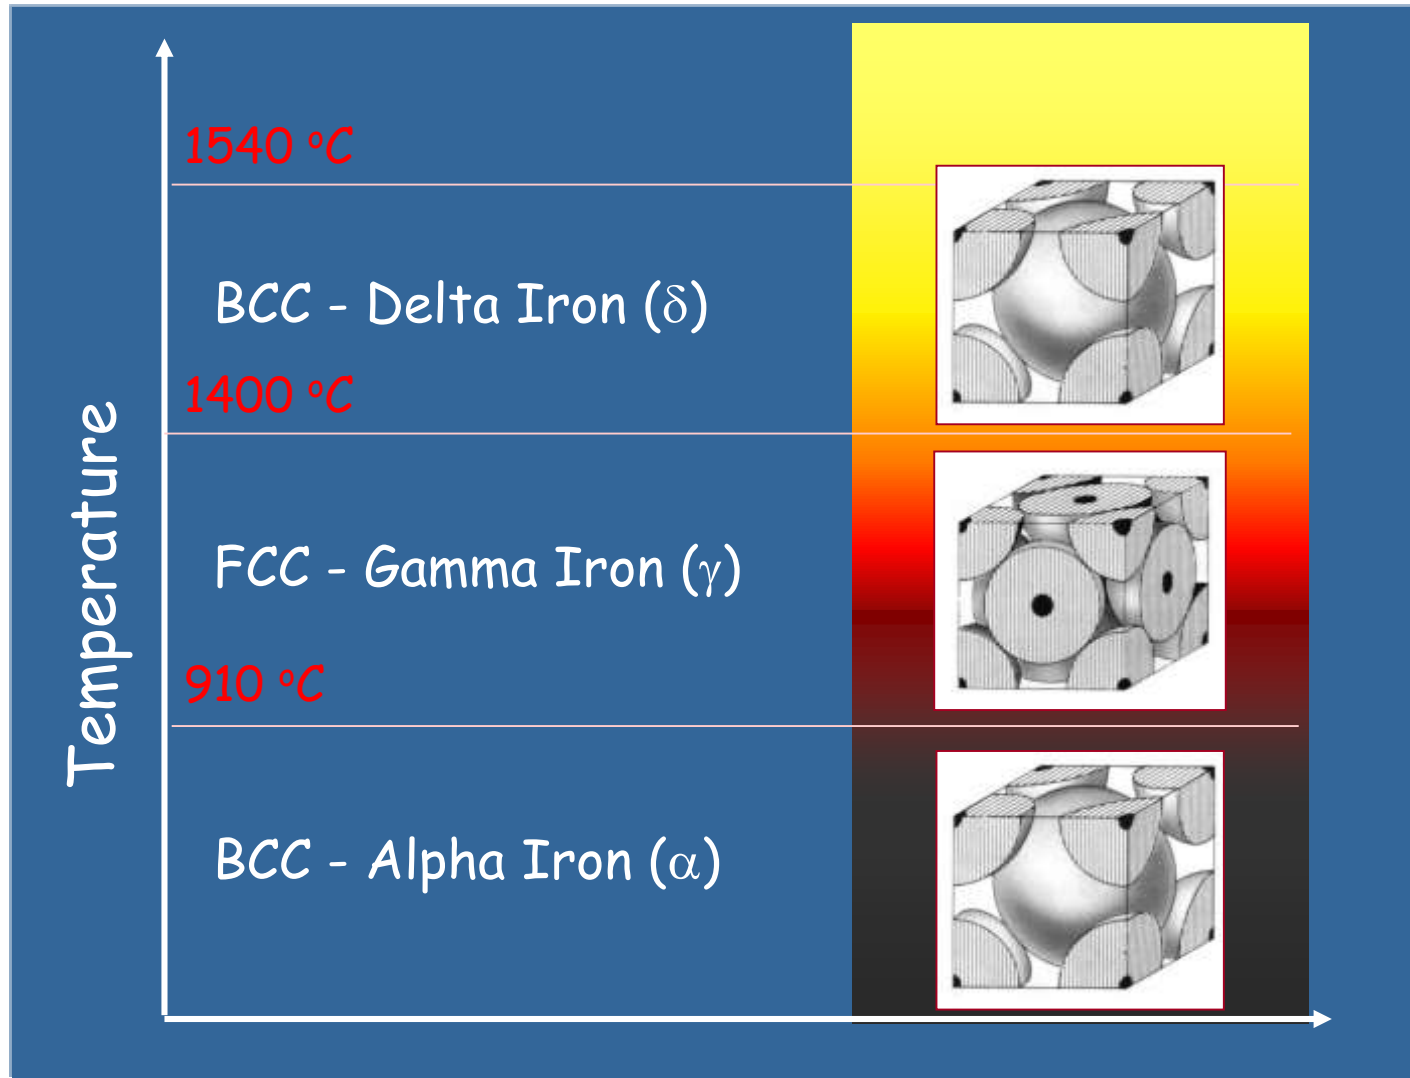 1540 °C
BCC - Delta Iron (δ)
1400 °C
FCC - Gamma Iron (γ)
910 °C
BCC - Alpha Iron (α)
Temperature